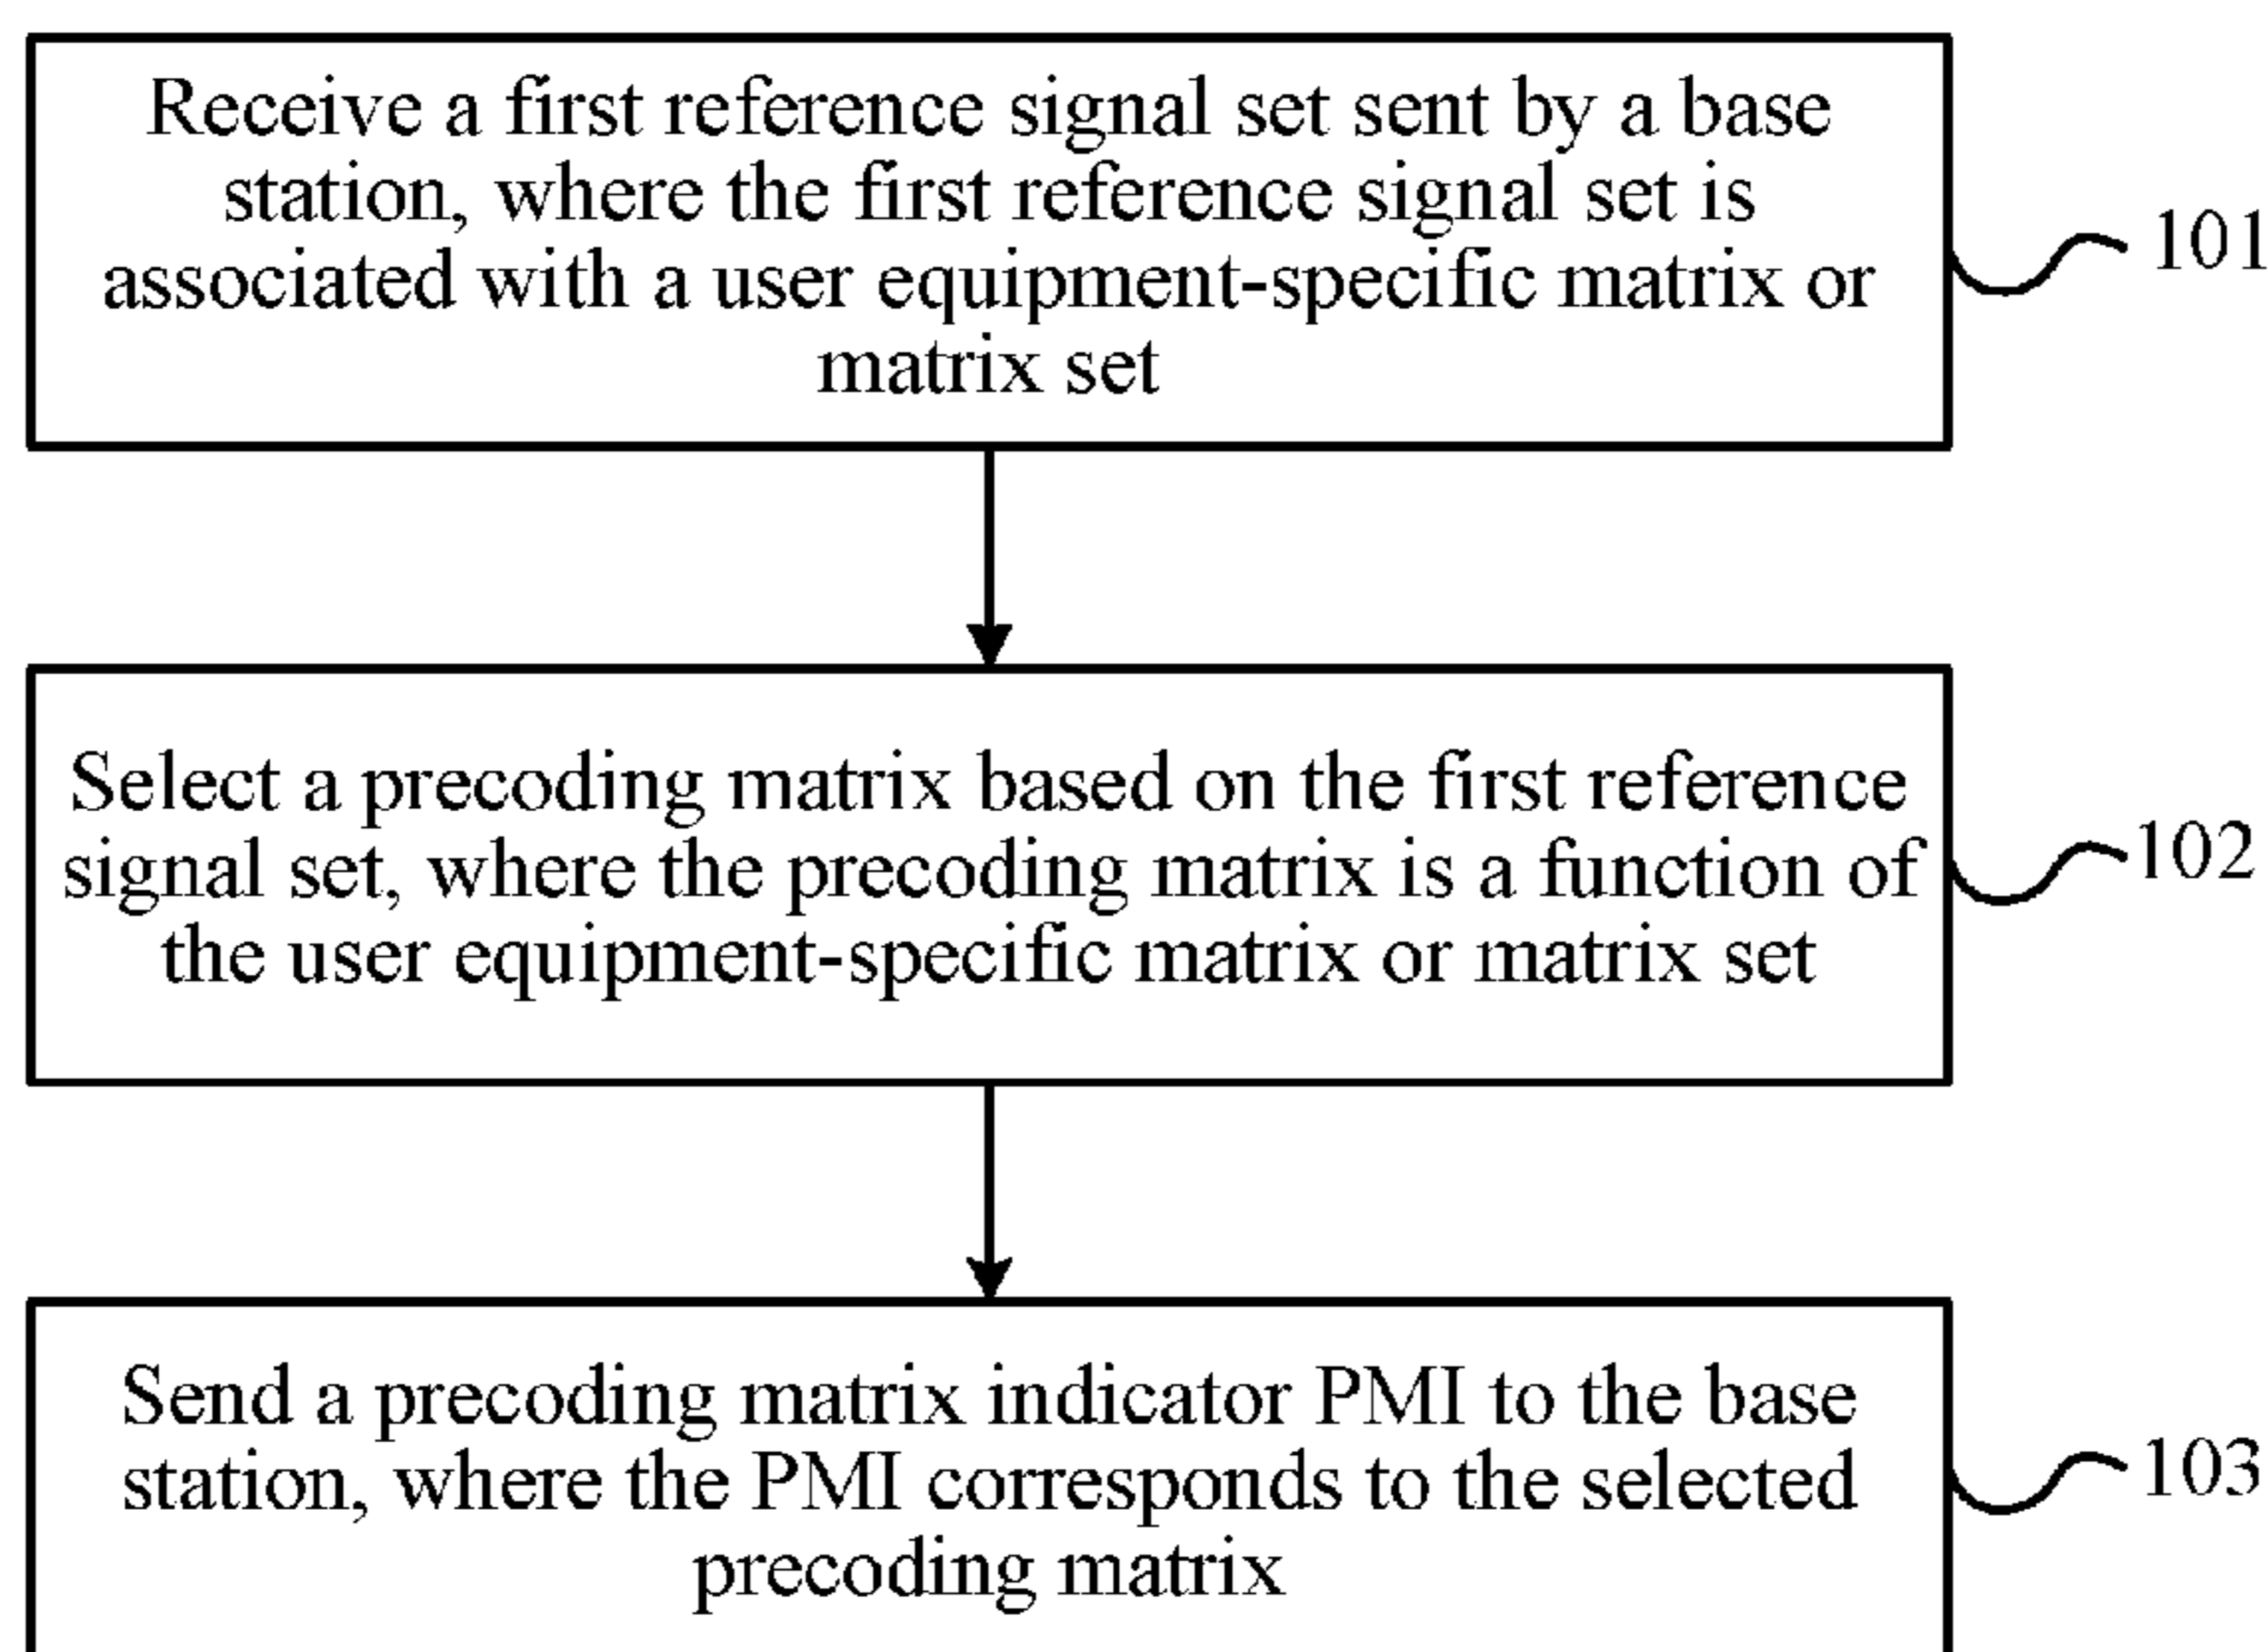 Receive a first reference signal set sent by a base
station, where the first reference signal set is
associated with a user equipment-specific matrix or
matrix set
101
Select a precoding matrix based on the first reference
signal set, where the precoding matrix is a function of
the user equipment-specific matrix or matrix set
102
Send a precoding matrix indicator PMI to the base
station, where the PMI corresponds to the selected
precoding matrix
103